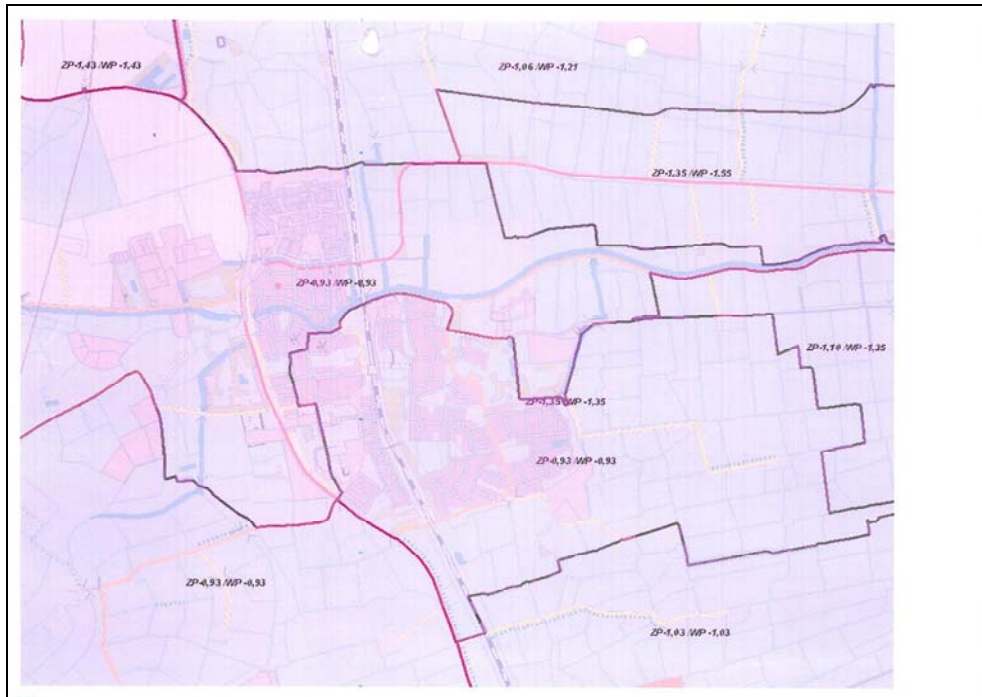 ZP-1,43 /WP -1,43
ZP-1,06 /WP -1,21
ZP-1,35 /WP -1,55
ZP-0,93 /WP -0,93
ZP-1,10 /WP -1,35
ZP-1,35 /WP -1,35
ZP-0,93 /WP -0,93
ZP-0,93 /WP -0,93
ZP-1,03 /WP -1,03